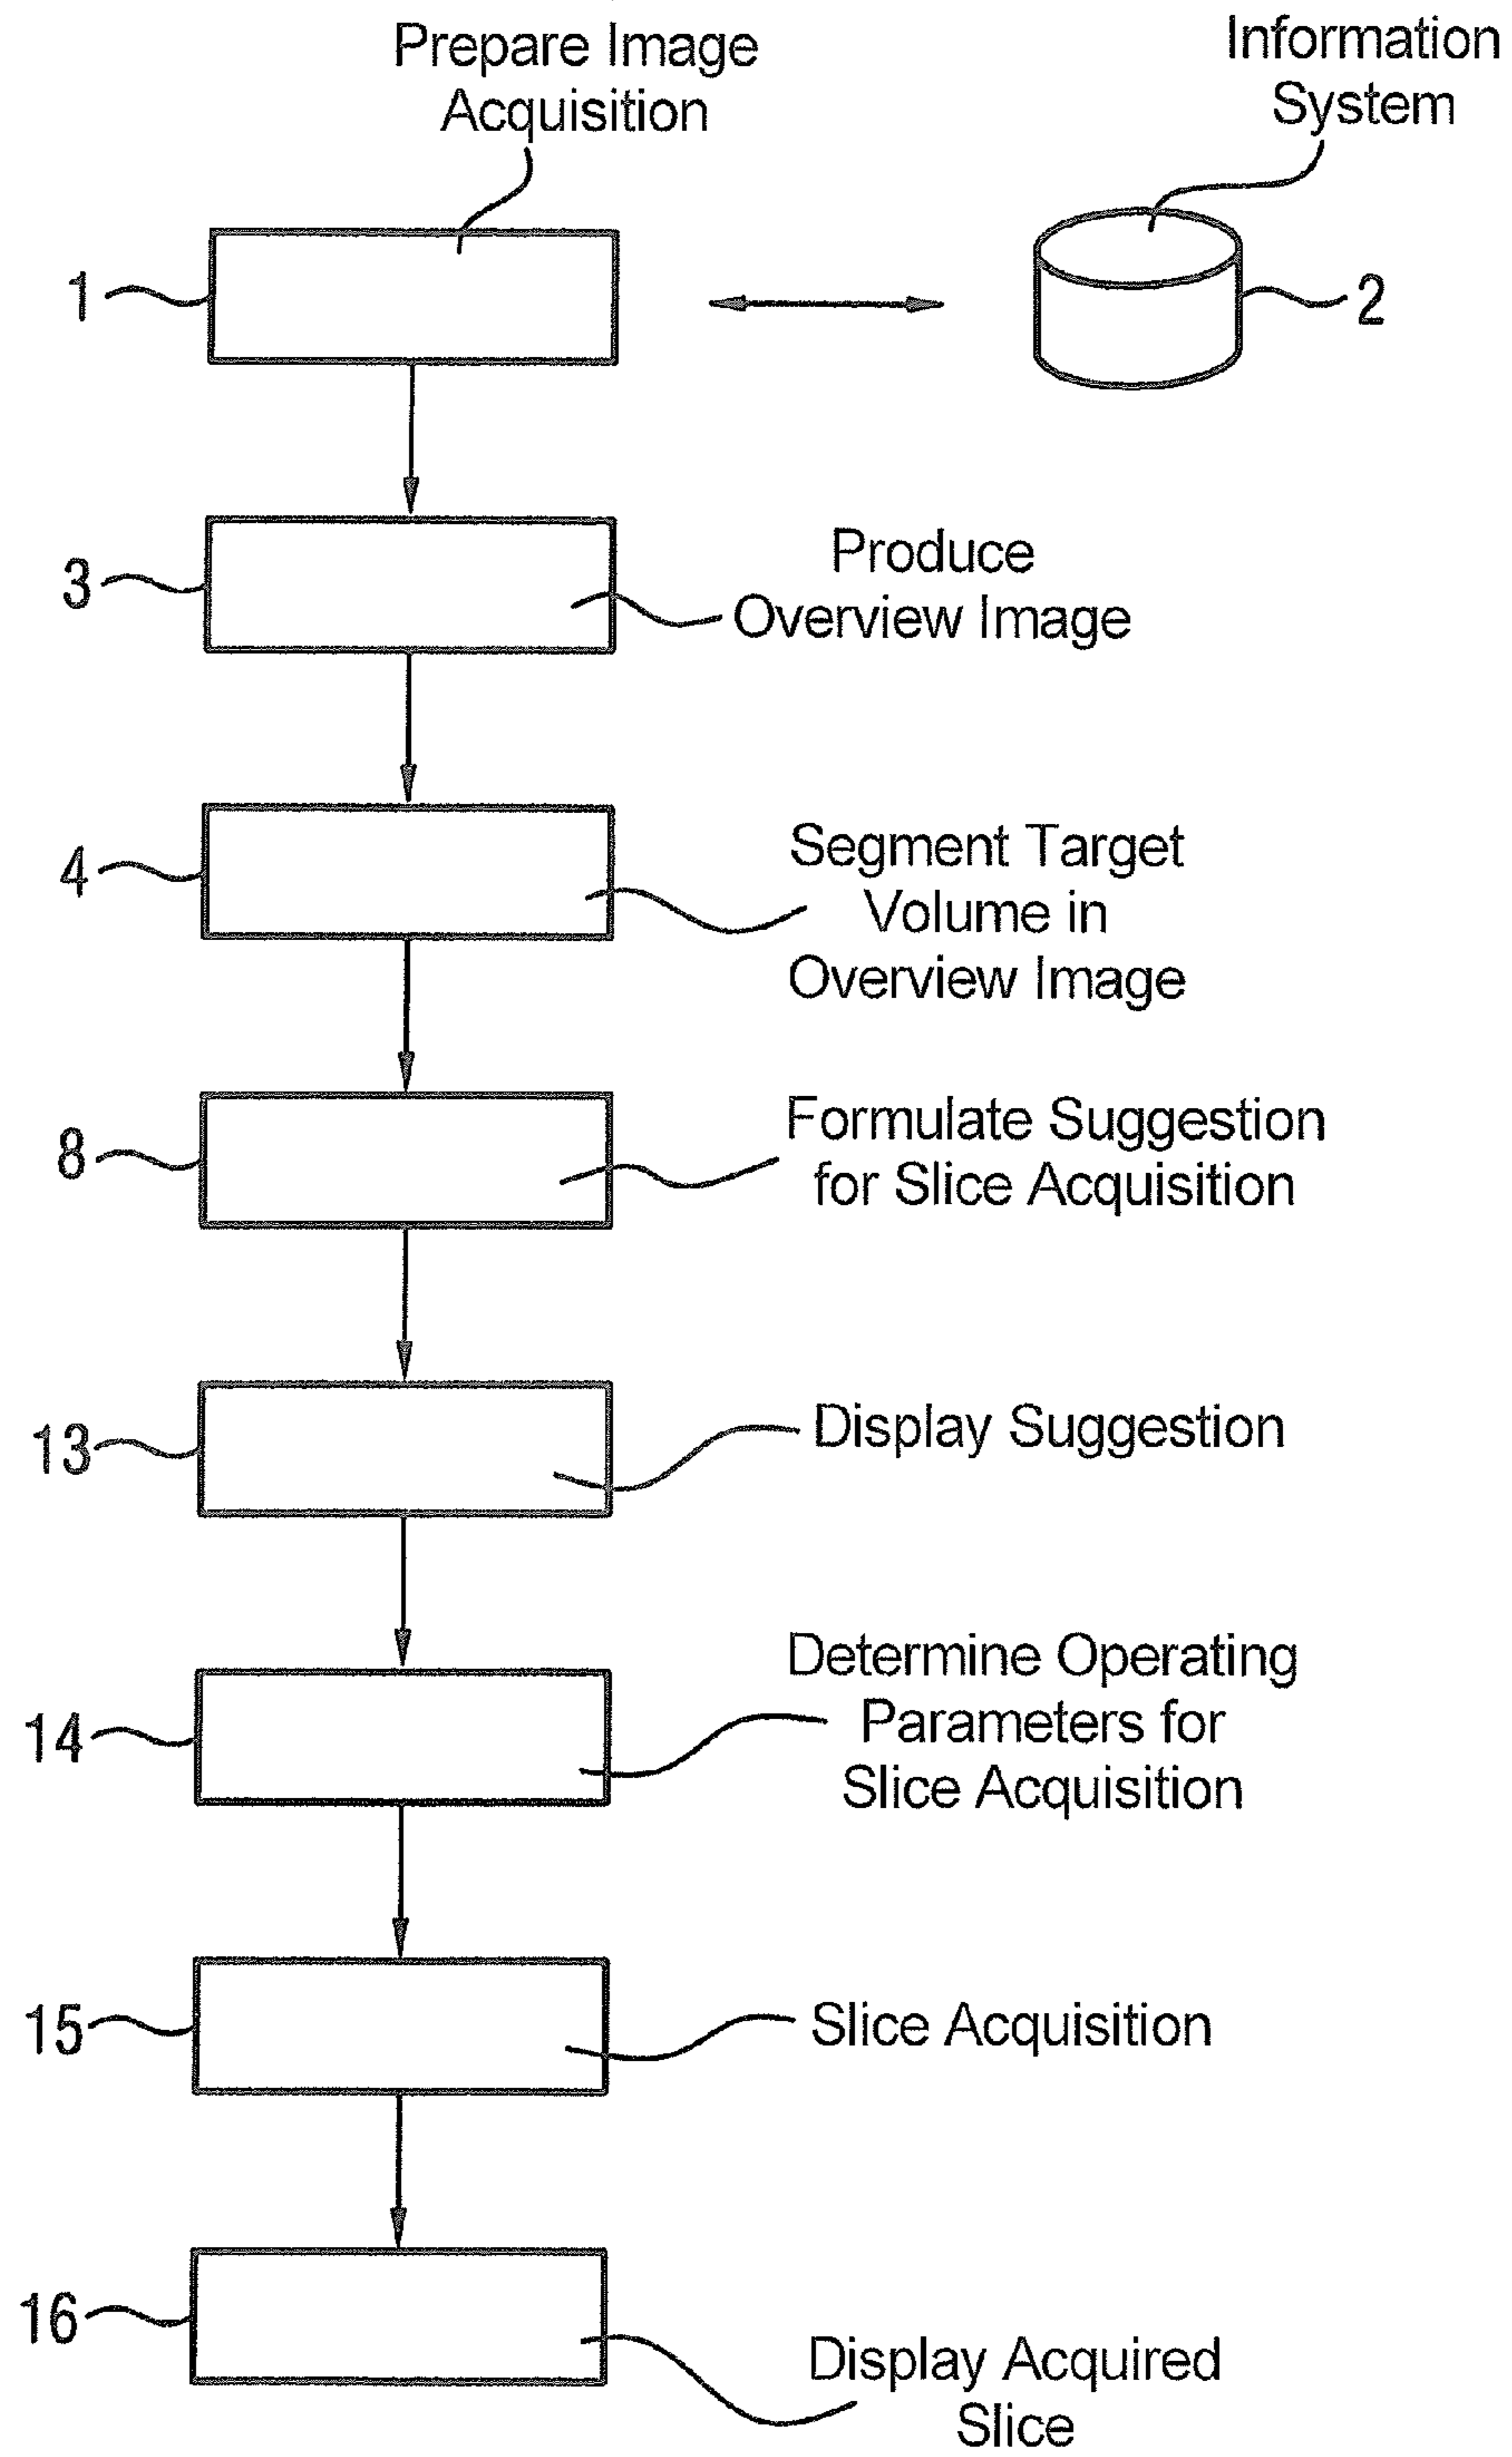 Prepare Image
Acquisition
Information
System
1
2
3
Produce
Overview Image
4
Segment Target
Volume in
Overview Image
8
Formulate Suggestion
for Slice Acquisition
13
Display Suggestion
14
Determine Operating
Parameters for
Slice Acquisition
15
Slice Acquisition
16
Display Acquired
Slice